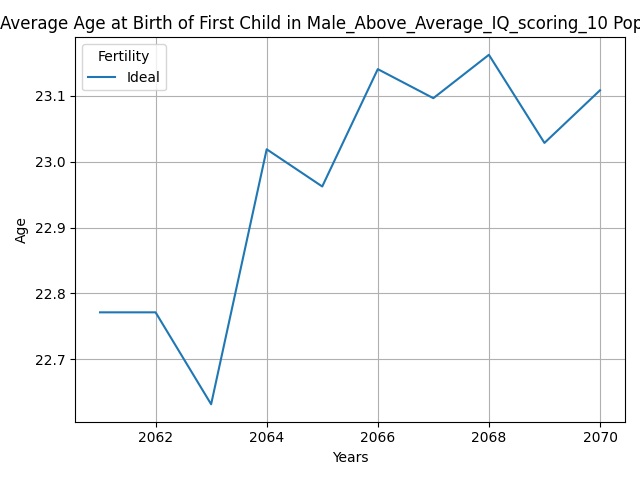 Average Age at Birth of First Child in Male_Above_Average_IQ_scoring_10 Pop
Fertility
Ideal
23.1
23.0
22.9
22.8
22.7
Age
2062 2064 2066 2068 2070
Years